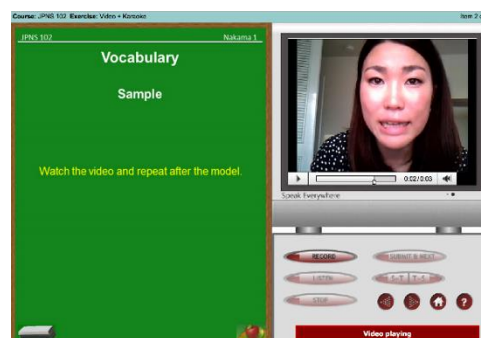 Course: JPNS 102 Exercise: Video + Karaoke
Item 2
JPNS 102 Nakama 1
Vocabulary
Sample
Watch the video and repeat after the model.
0:02/0:03
Speak Everywhere
RECORD
SUBMIT & NEXT
LISTEN
STOP
?
Video playing